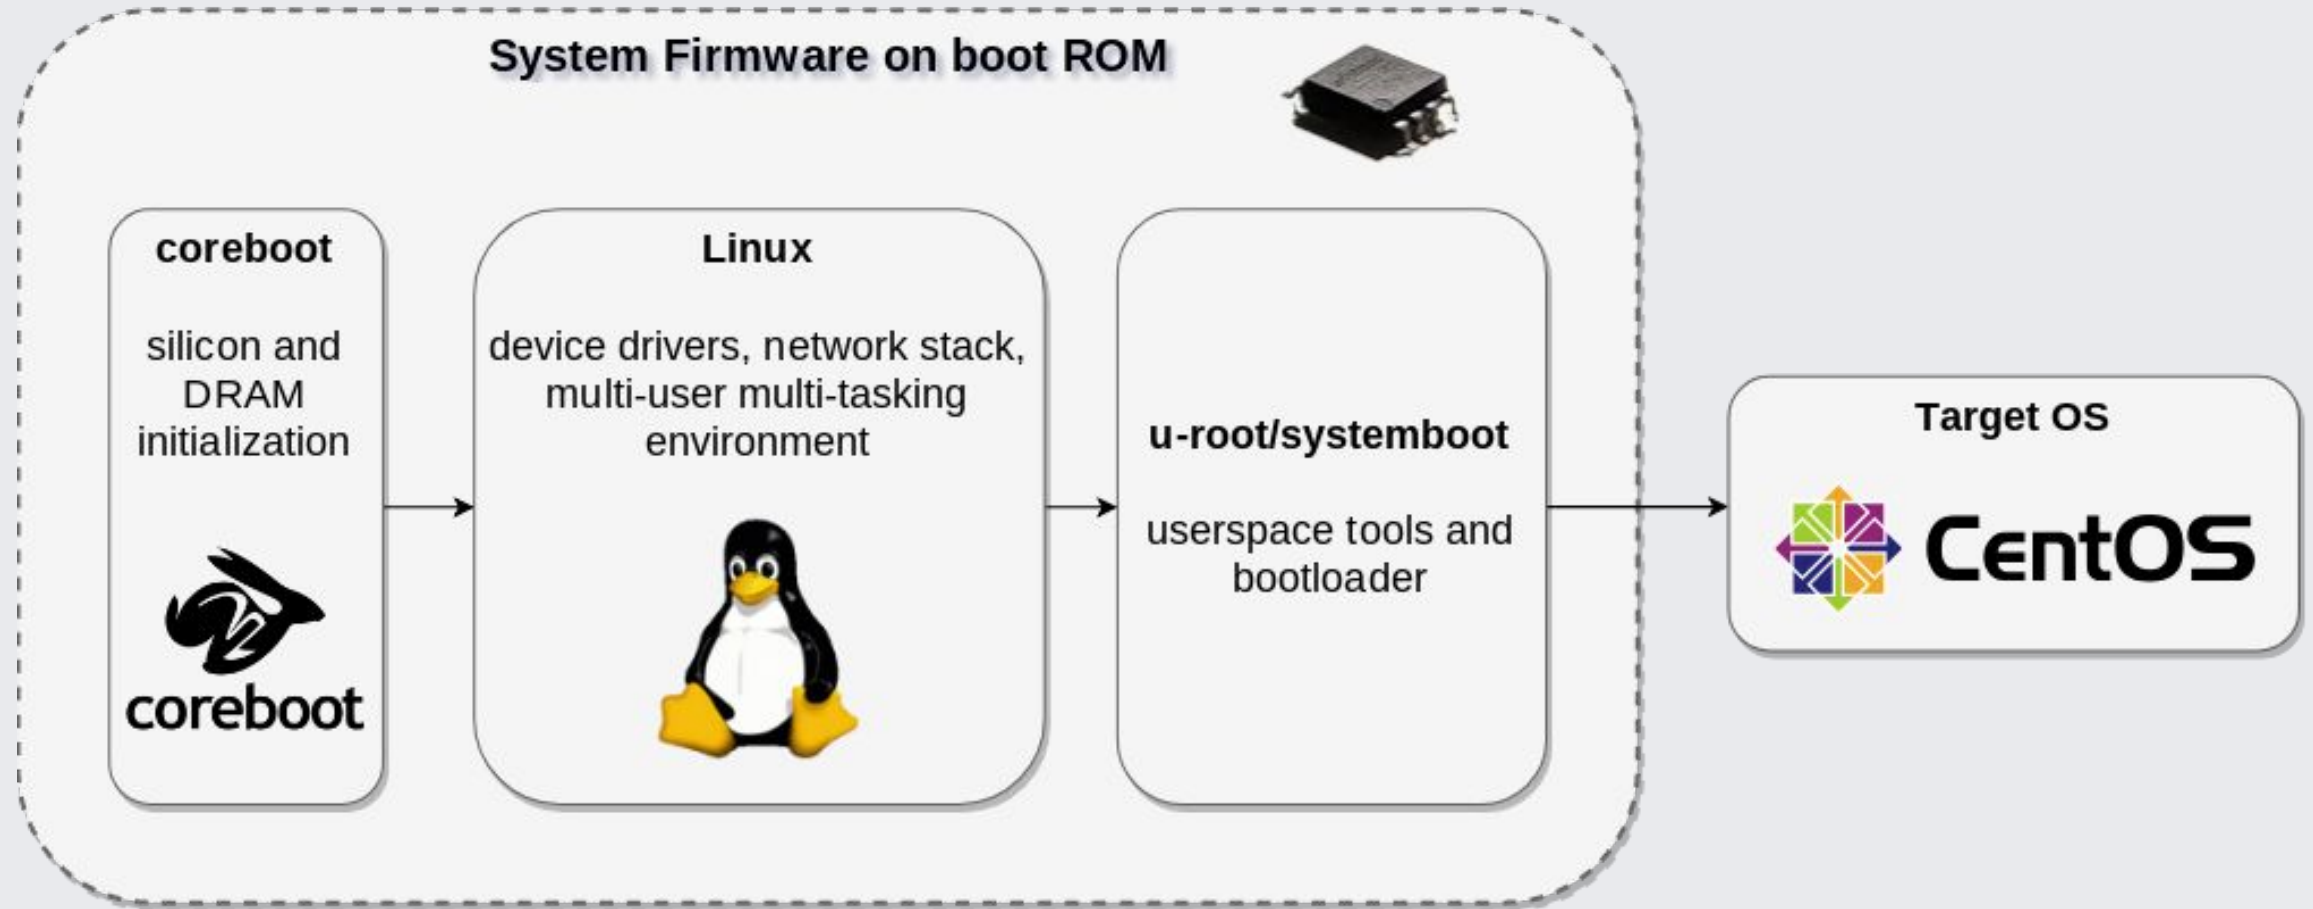 System Firmware on boot ROM
coreboot
silicon and
DRAM
initialization
coreboot
Linux
device drivers, network stack,
multi-user multi-tasking
environment
u-root/systemboot
userspace tools and
bootloader
Target OS
CentOS